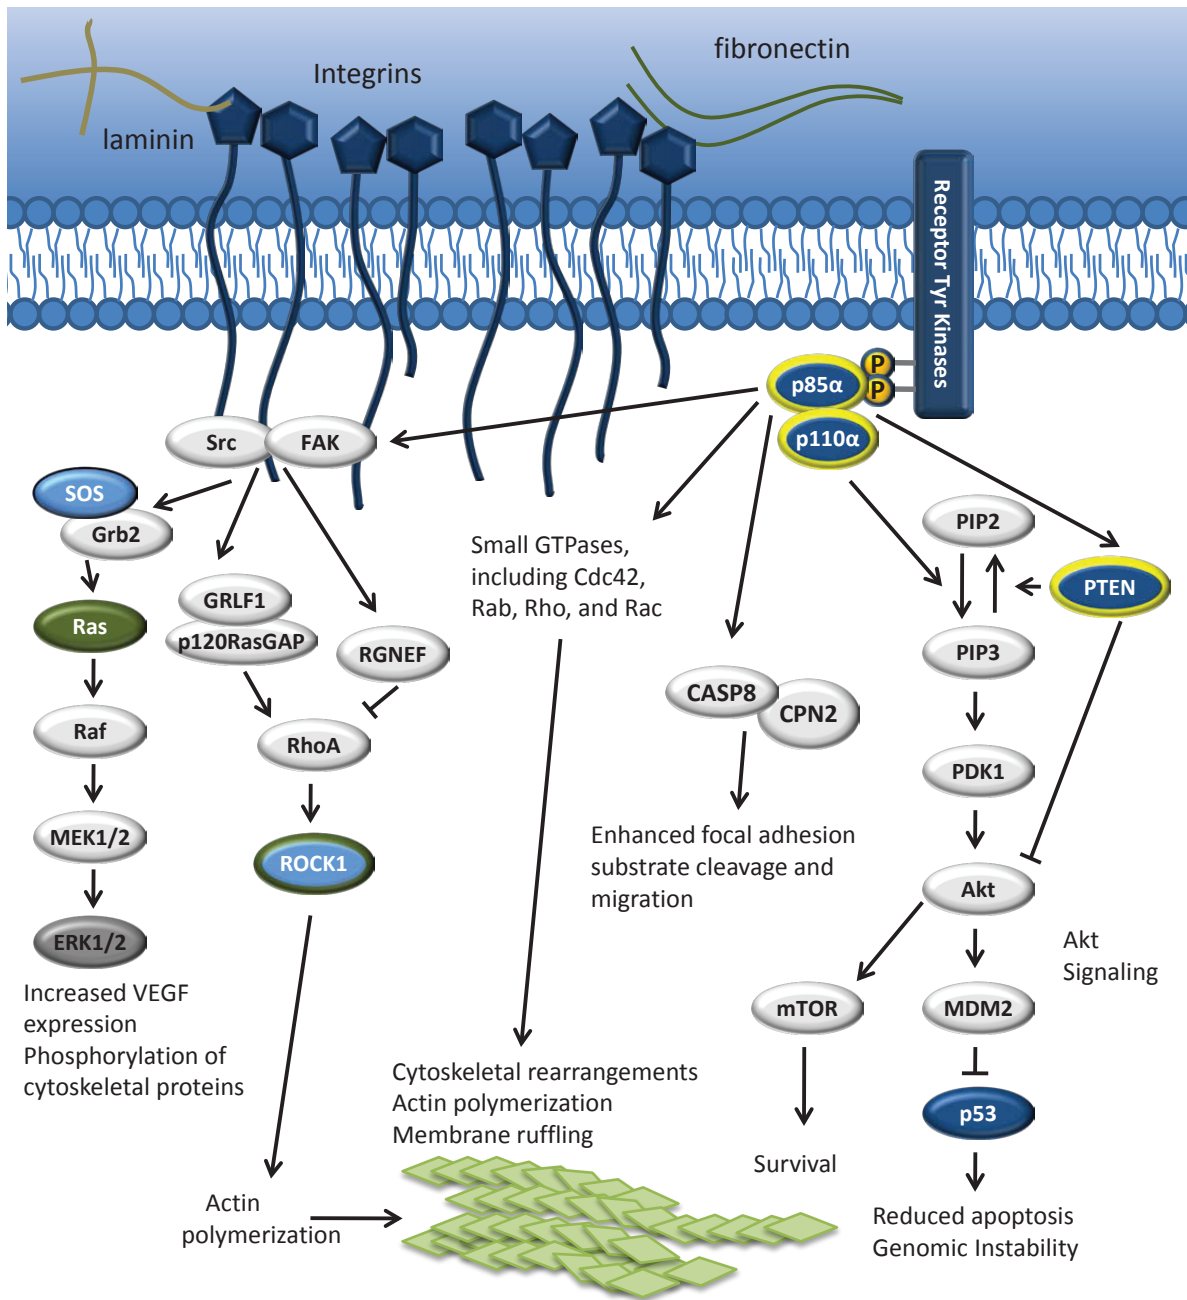 fibronectin
Integrins
laminin
Receptor Tyr Kinases
P
p85α
P
p110α
Src
FAK
SOS
Grb2
PIP2
Small GTPases,
including Cdc42,
Rab, Rho, and Rac
PTEN
GRLF1
Ras
p120RasGAP
RGNEF
PIP3
CASP8
CPN2
Raf
RhoA
PDK1
MEK1/2
Enhanced focal adhesion
substrate cleavage and
migration
ROCK1
Akt
ERK1/2
Akt
Signaling
Increased VEGF
expression
Phosphorylation of
cytoskeletal proteins
mTOR
MDM2
Cytoskeletal rearrangements
Actin polymerization
Membrane ruffling
p53
Survival
Actin
polymerization
Reduced apoptosis
Genomic Instability